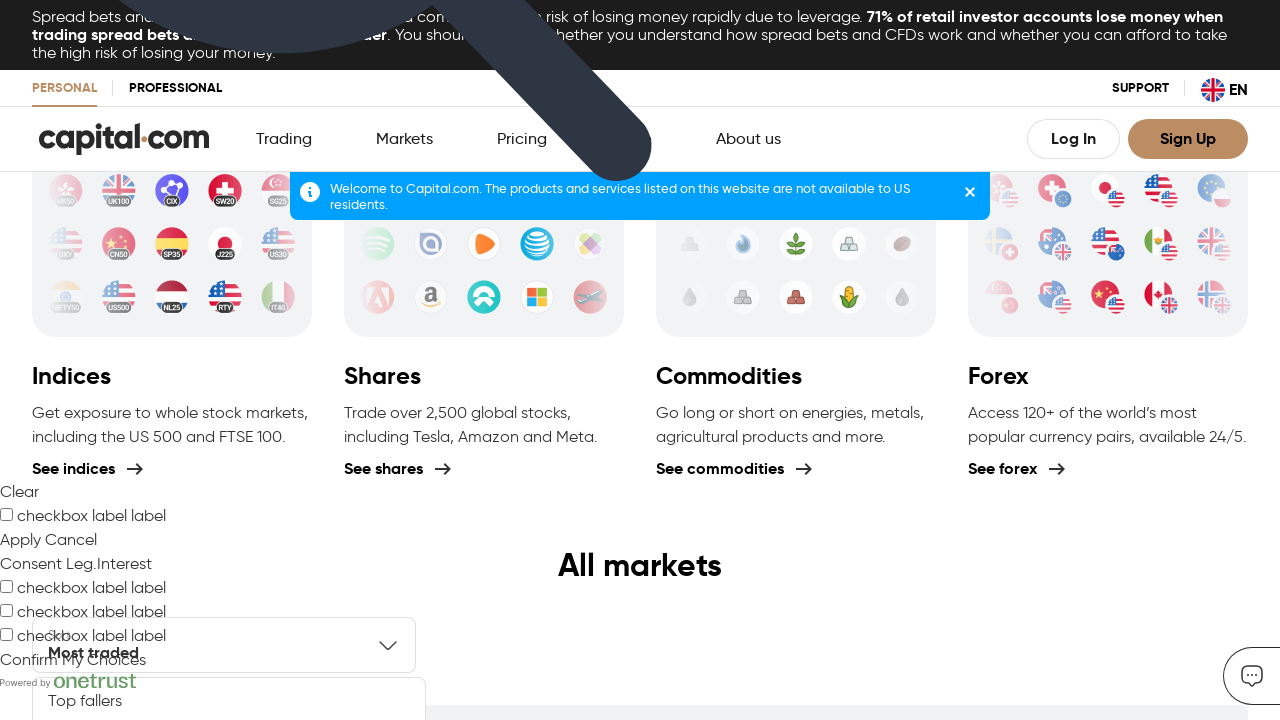 Spread bets and
risk of losing money rapidly due to leverage. 71% of retail investor accounts lose money when
trading spread bets
. You should
whether you understand how spread bets and CFDs work and whether you can afford to take
the high risk of losing your money.
PERSONAL PROFESSIONAL SUPPORT EN
capital.com Trading Markets Pricing About us Log In Sign Up
Welcome to Capital.com. The products and services listed on this website are not available to US
residents.
UK100 CIX SW20 SG25
CN50 SP35 J225 US30
US500 NL25 RTY IT40
Indices
Get exposure to whole stock markets,
including the US 500 and FTSE 100.
See indices
Shares
Trade over 2,500 global stocks,
including Tesla, Amazon and Meta.
See shares
Commodities
Go long or short on energies, metals,
agricultural products and more.
See commodities
Forex
Access 120+ of the world’s most
popular currency pairs, available 24/5.
See forex
Clear
checkbox label label
Apply Cancel
Consent Leg.Interest
checkbox label label
checkbox label label
checkbox label label
Confirm My Choices
Powered by onetrust
All markets
Most traded
Top fallers